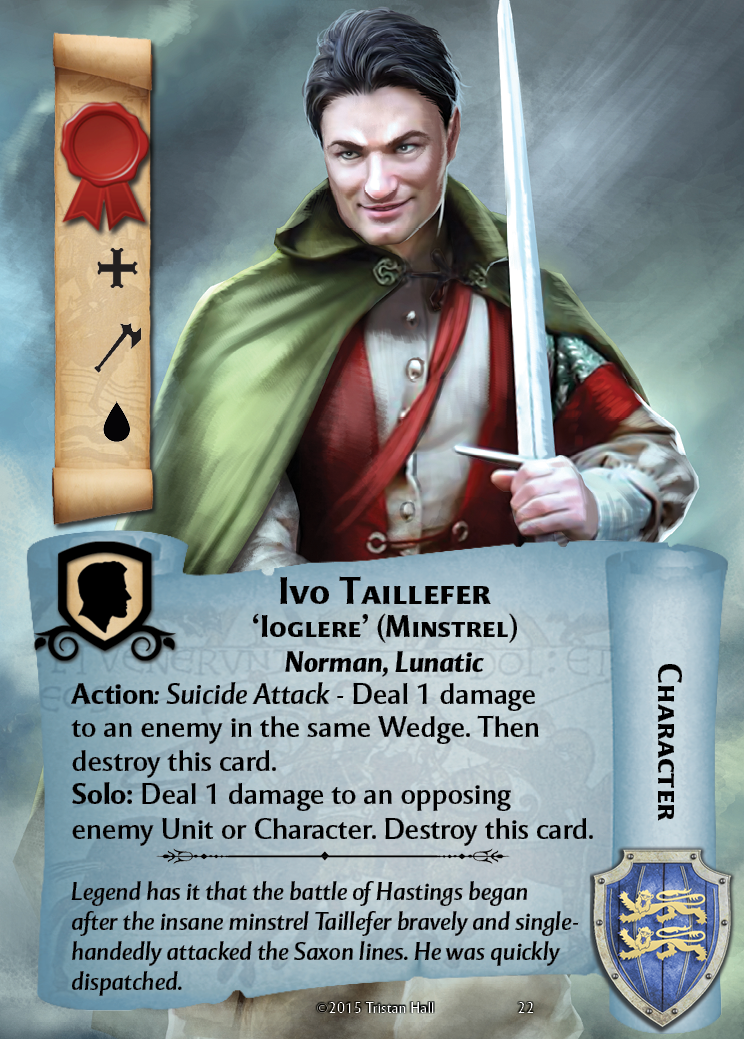 Ivo Taillefer
'Ioglere' (Minstrel)
Norman, Lunatic
Action: Suicide Attack - Deal 1 damage
to an enemy in the same Wedge. Then
destroy this card.
Solo: Deal 1 damage to an opposing
enemy Unit or Character. Destroy this card.
Legend has it that the battle of Hastings began
after the insane minstrel Taillefer bravely and single-
handedly attacked the Saxon lines. He was quickly
dispatched.
Character
©2015 Tristan Hall 22